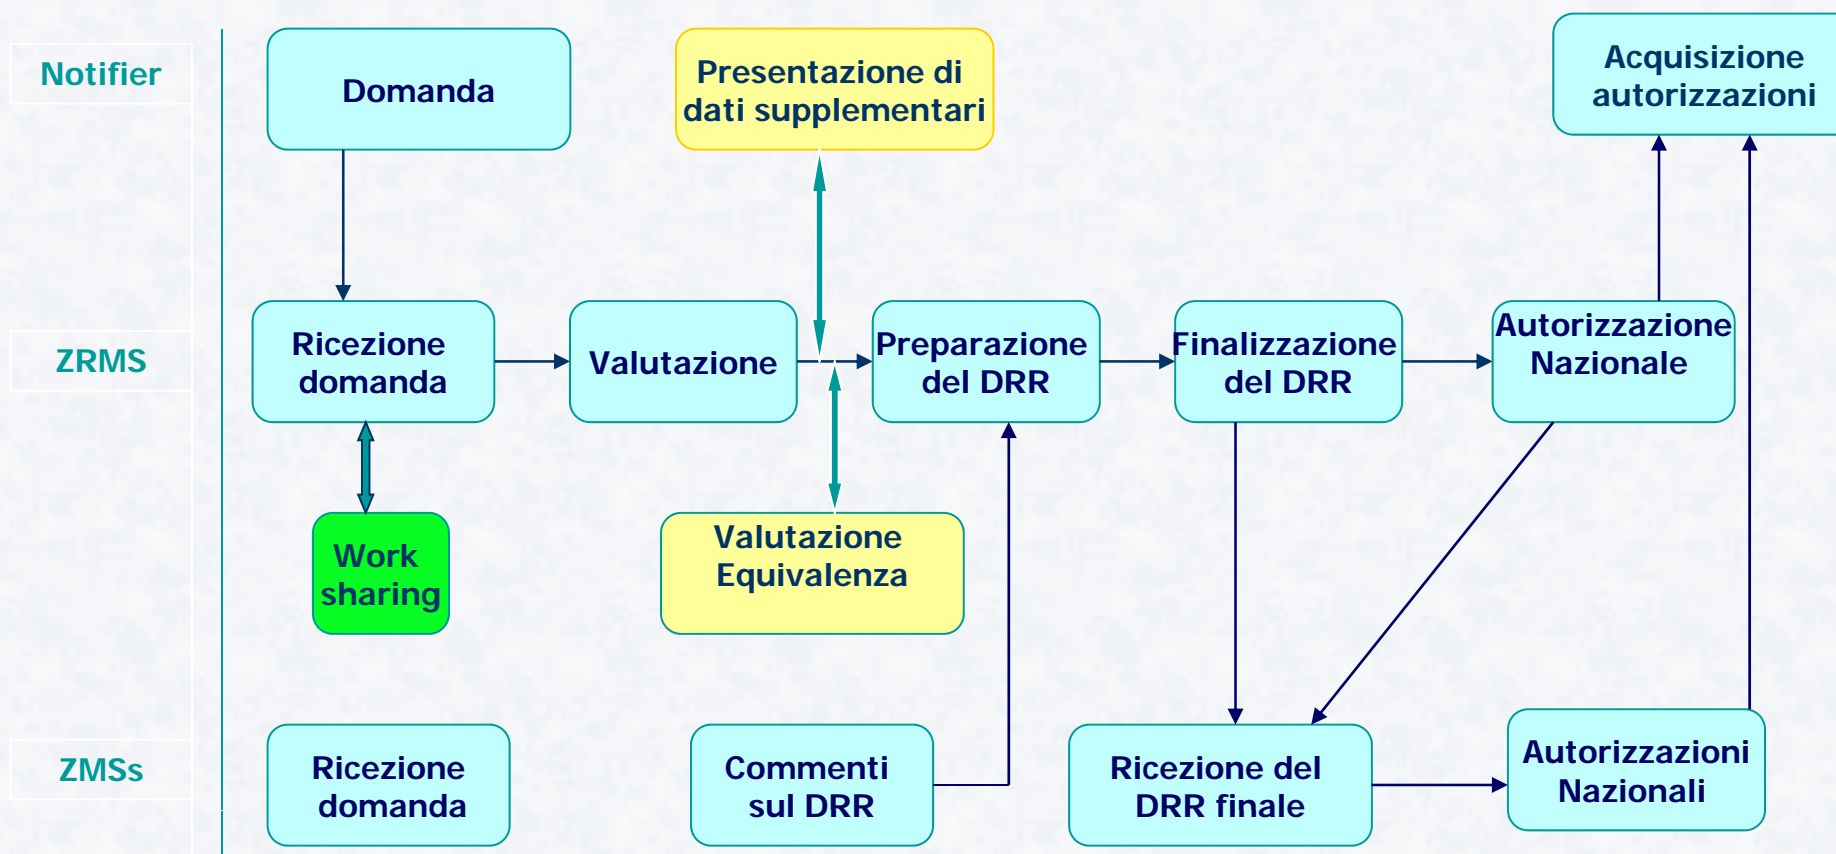 Notifier
Domanda
Presentazione di
dati supplementari
Acquisizione
autorizzazioni
ZRMS
Ricezione
domanda
Valutazione
Preparazione
del DRR
Finalizzazione
del DRR
Autorizzazione
Nazionale
Work
sharing
Valutazione
Equivalenza
ZMSs
Ricezione
domanda
Commenti
sul DRR
Ricezione del
DRR finale
Autorizzazioni
Nazionali